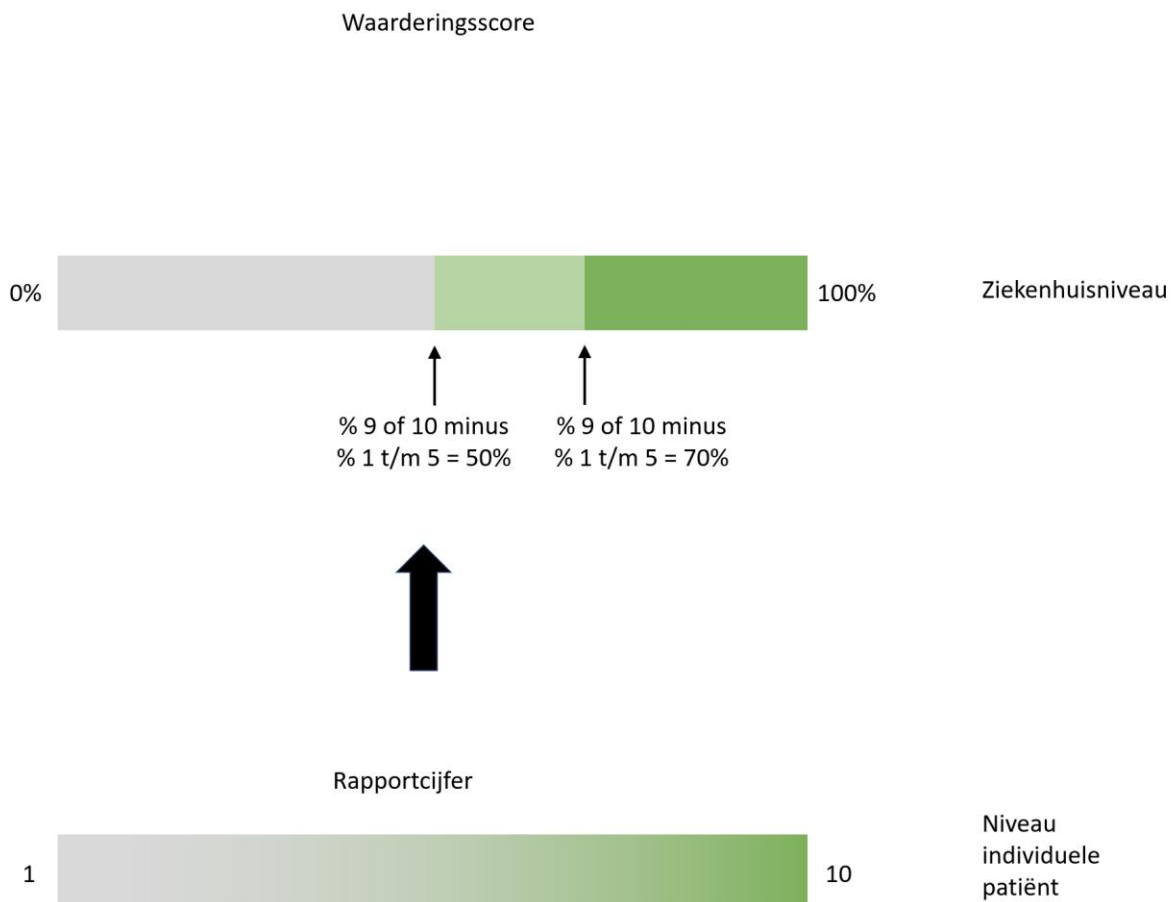 Waarderingsscore
0%
100%
Ziekenhuisniveau
% 9 of 10 minus
% 1 t/m 5 = 50%
% 9 of 10 minus
% 1 t/m 5 = 70%
Rapportcijfer
1
10
Niveau
individuele
patiënt